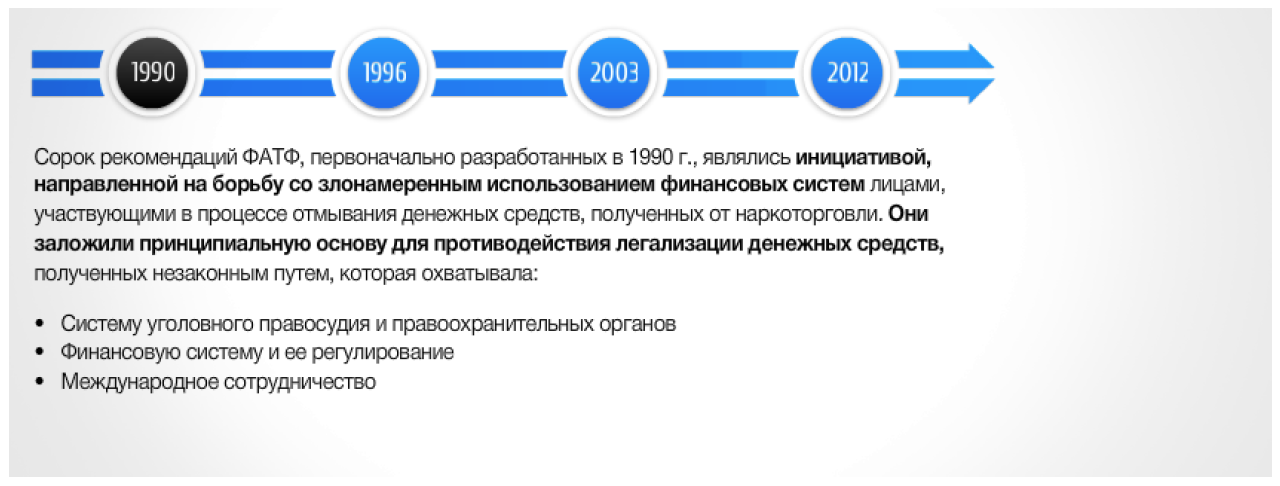 1990 1996 2003 2012
Сорок рекомендаций ФАТФ, первоначально разработанных в 1990 г., являлись инициативой,
направленной на борьбу со злонамеренным использованием финансовых систем лицами,
участвующими в процессе отмывания денежных средств, полученных от наркоторговли. Они
заложили принципиальную основу для противодействия легализации денежных средств,
полученных незаконным путем, которая охватывала:
• Систему уголовного правосудия и правоохранительных органов
• Финансовую систему и ее регулирование
• Международное сотрудничество